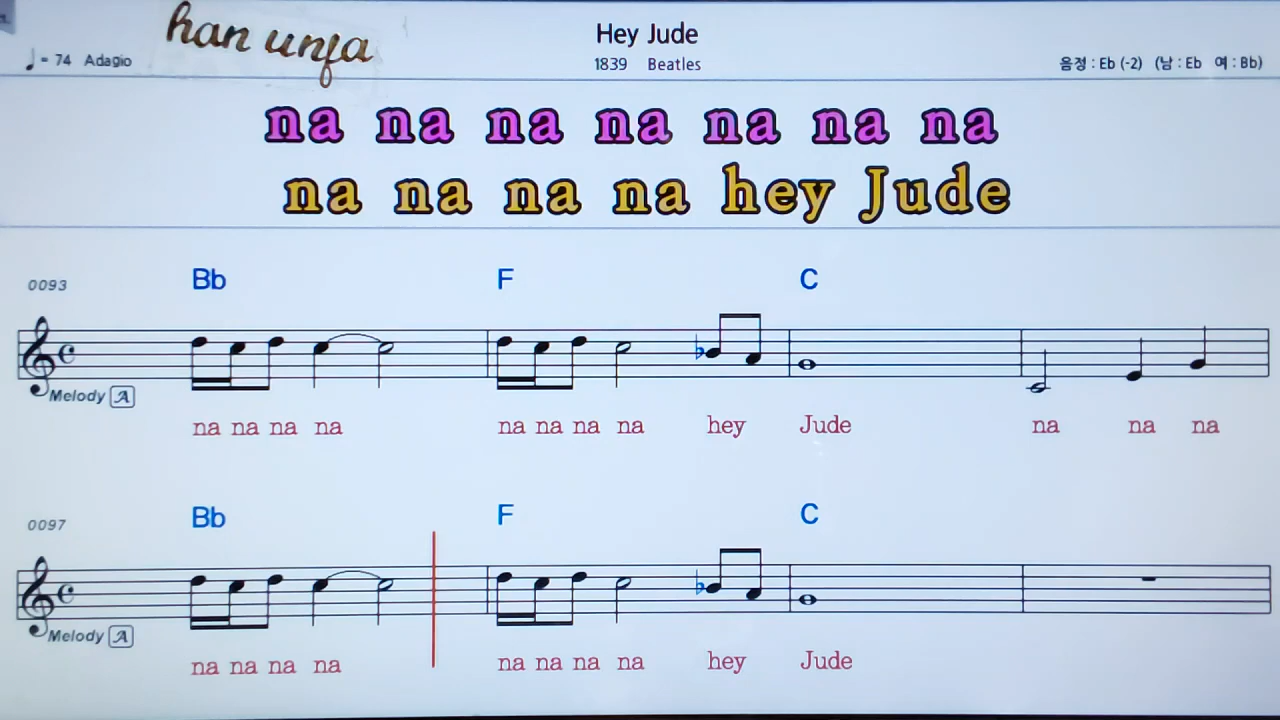 han unfa
Hey Jude
♩= 74 Adagio
1839 Beatles
음정 : Eb (-2) (남 : Eb 여 : Bb)
na na na na na na na
na na na na hey Jude
0093 Bb F C
Melody A
na na na na na na na na hey Jude na na na
0097 Bb F C
Melody A
na na na na na na na na hey Jude